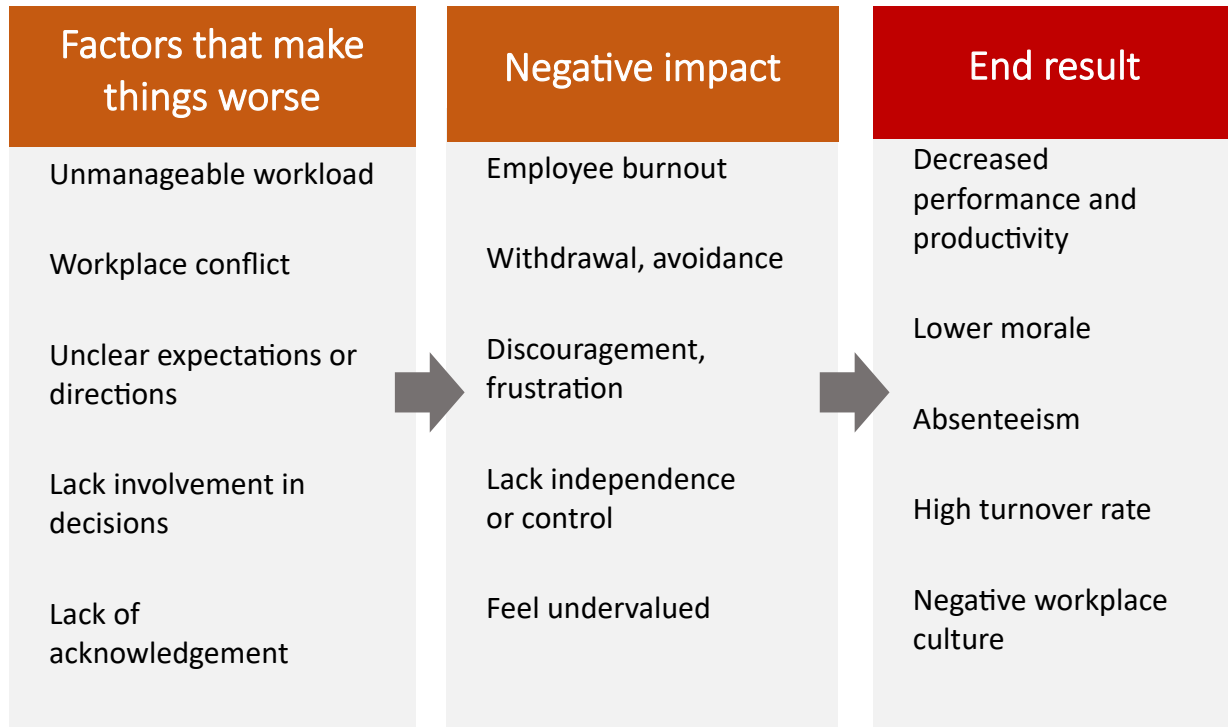 Factors that make
things worse
Unmanageable workload
Workplace conflict
Unclear expectations or
directions
Lack involvement in
decisions
Lack of
acknowledgement
Negative impact
Employee burnout
Withdrawal, avoidance
Discouragement,
frustration
Lack independence
or control
Feel undervalued
End result
Decreased
performance and
productivity
Lower morale
Absenteeism
High turnover rate
Negative workplace
culture